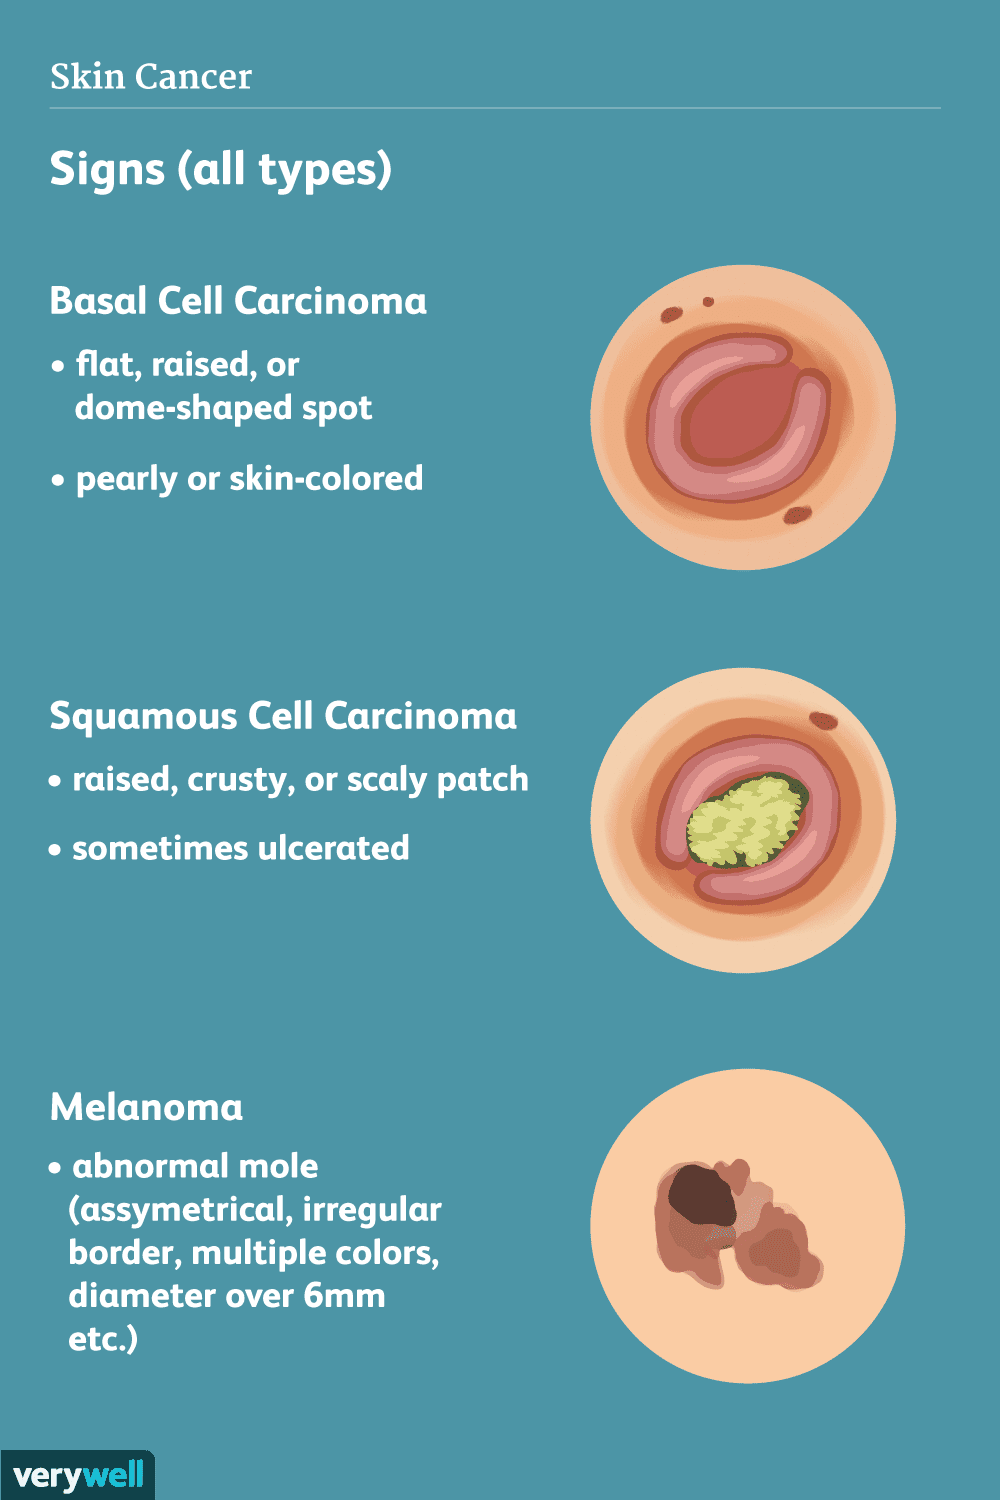 Skin Cancer
Signs (all types)
Basal Cell Carcinoma
• flat, raised, or
dome-shaped spot
• pearly or skin-colored
Squamous Cell Carcinoma
• raised, crusty, or scaly patch
• sometimes ulcerated
Melanoma
• abnormal mole
(assymetrical, irregular
border, multiple colors,
diameter over 6mm
etc.)
verywell